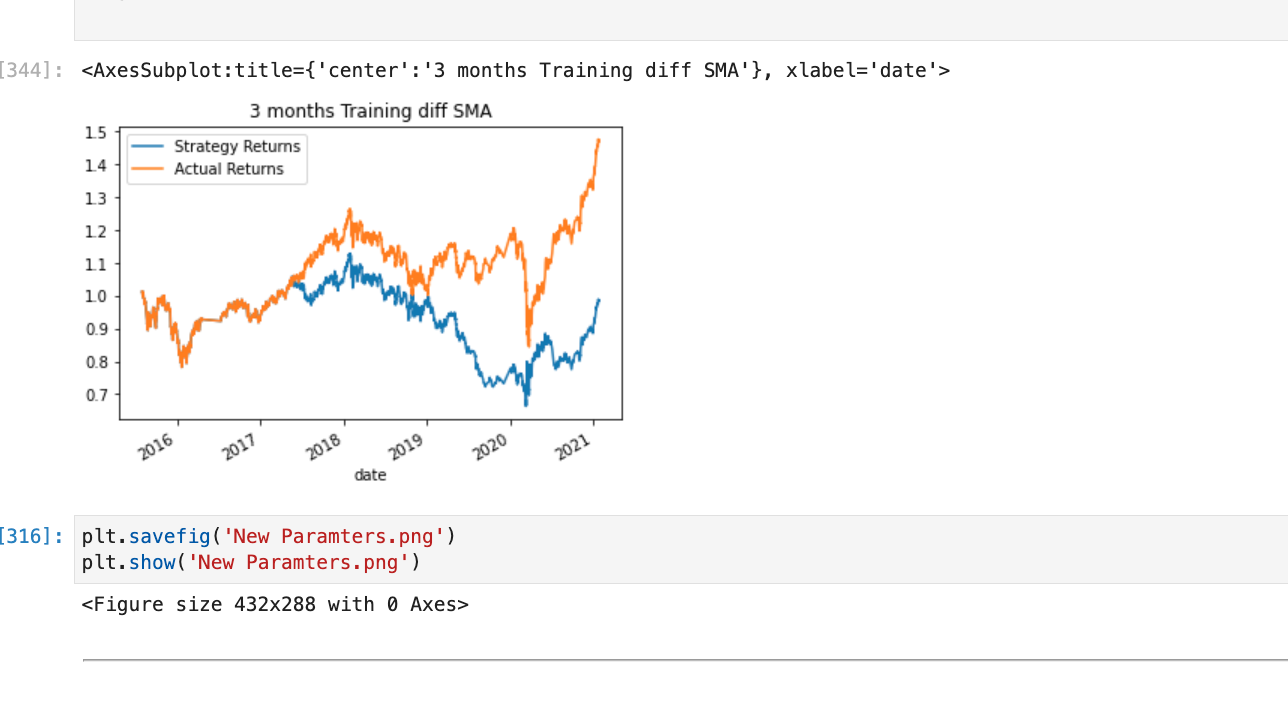 [344]: <AxesSubplot:title={'center':'3 months Training diff SMA'}, xlabel='date'>
3 months Training diff SMA
1.5
Strategy Returns
Actual Returns
1.4
1.3
1.2
1.1
1.0
0.9
0.8
0.7
2016
2017
2018
2019
2020
2021
date
[316]: plt.savefig('New Paramters.png')
plt.show('New Paramters.png')
<Figure size 432x288 with 0 Axes>